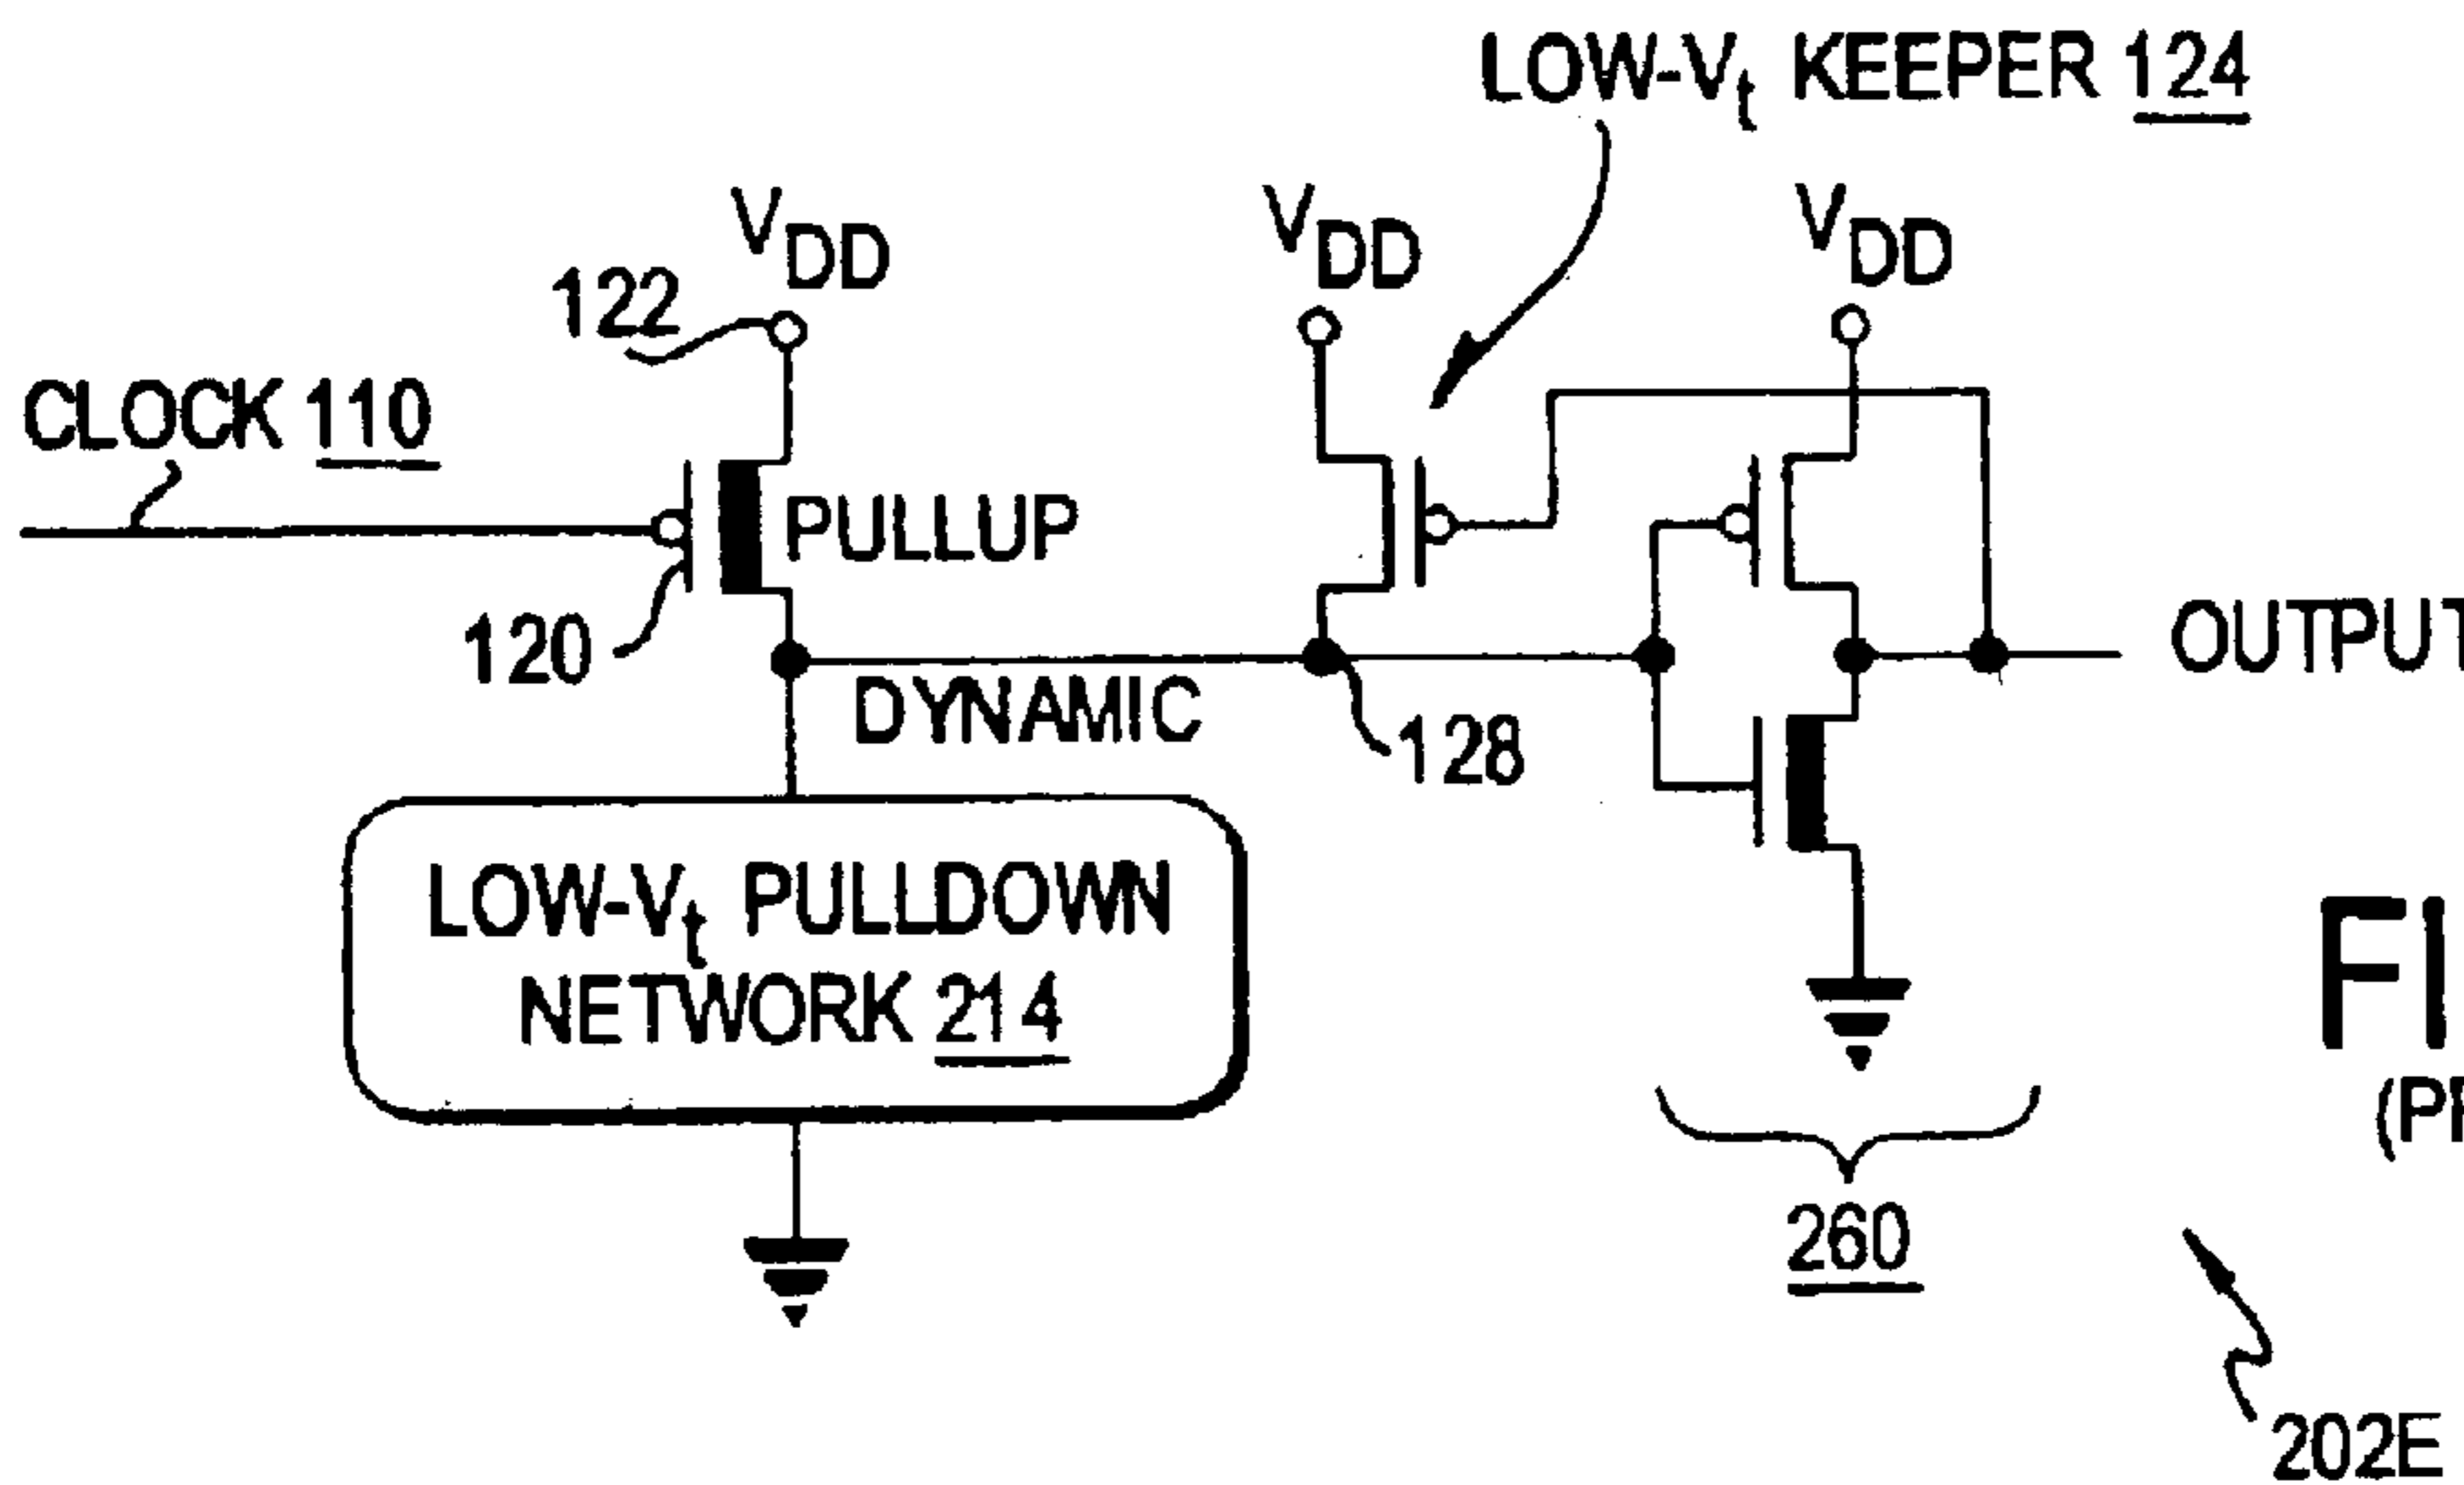 LOW-Vt KEEPER 124
VDD
VDD
VDD
122
CLOCK 110
PULLUP
120
OUTPUT
DYNAMIC
128
LOW-Vt PULLDOWN
NETWORK 214
260
202E